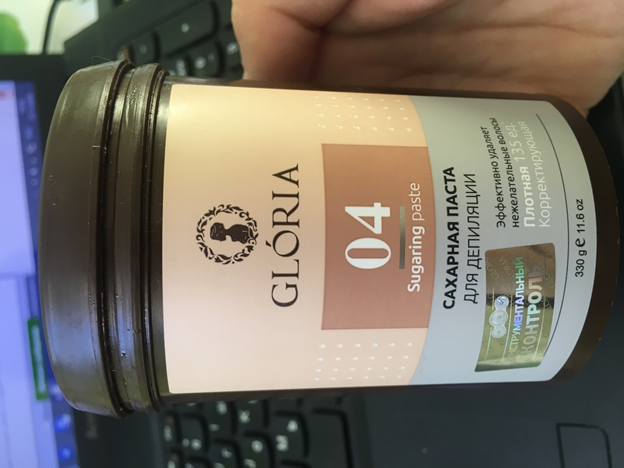 GLÓRIA
04
Sugaring paste
САХАРНАЯ ПАСТА
ДЛЯ ДЕПИЛЯЦИИ
Эффективно удаляет
нежелательные волосы
Плотная 135 ед.
Корректирующая
ИНСТРУМЕНТАЛЬНЫЙ
КОНТРОЛЬ
330 g ℮ 11.6 oz